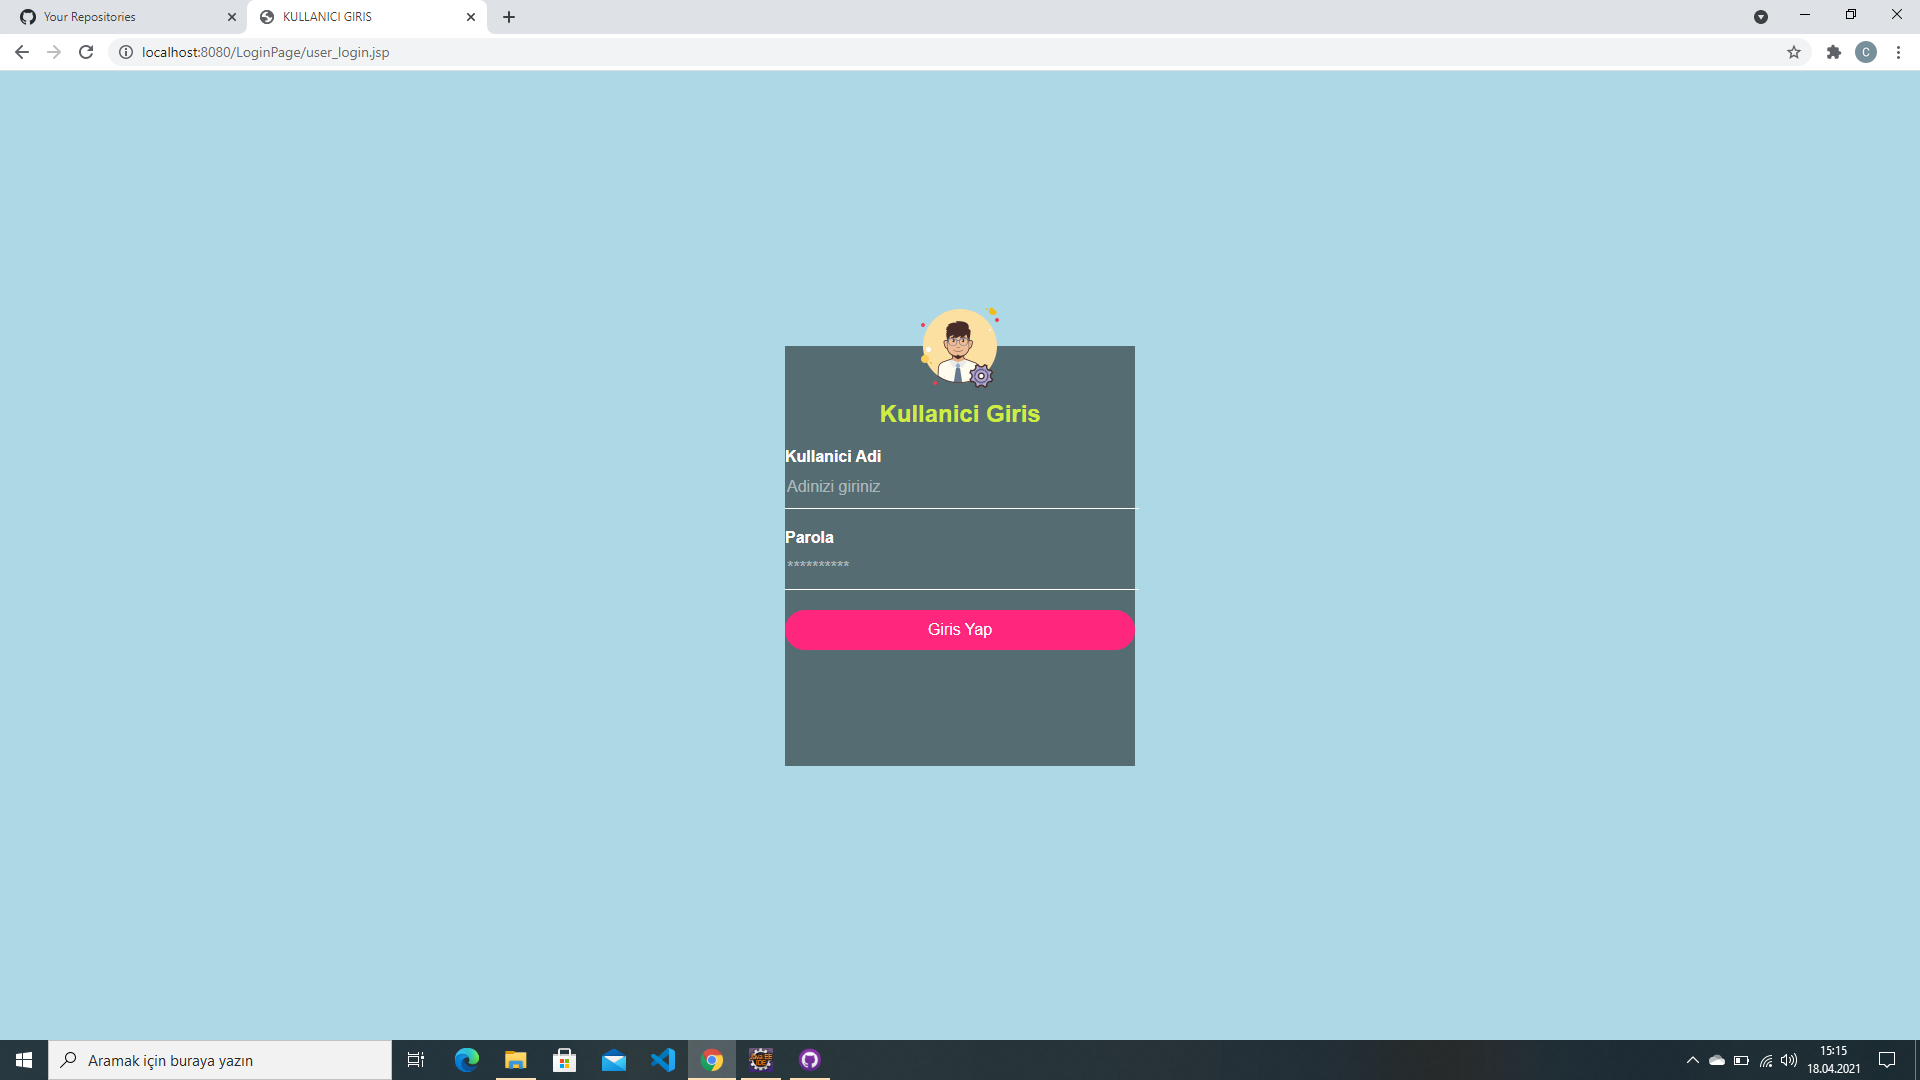 Your Repositories
KULLANICI GIRIS
localhost:8080/LoginPage/user_login.jsp
C
Kullanici Giris
Kullanici Adi
Adinizi giriniz
Parola
**********
Giris Yap
Aramak için buraya yazın
15:15
18.04.2021